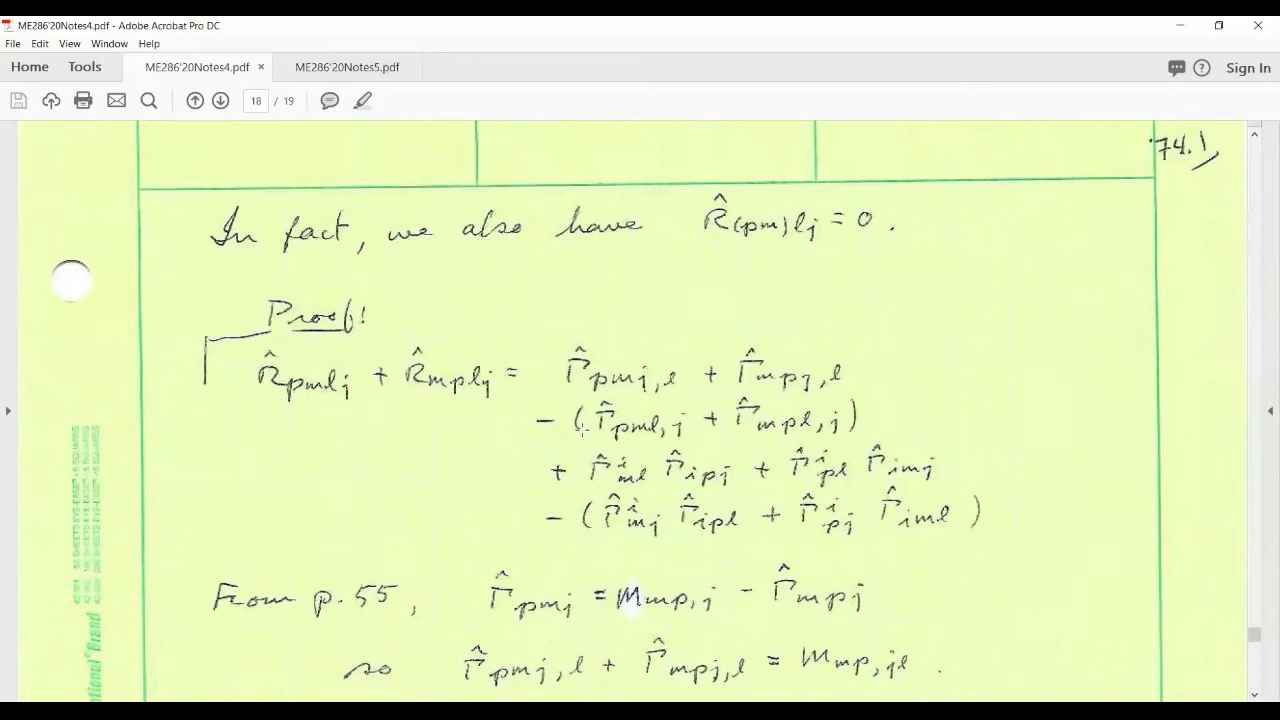 ME286'20Notes4.pdf - Adobe Acrobat Pro DC
File Edit View Window Help
Home Tools ME286'20Notes4.pdf × ME286'20Notes5.pdf Sign In
18 / 19
74.1
In fact, we also have R̂(pm)lj = 0.
Proof:
R̂pmlj + R̂mplj = Γ̂pmj,l + Γ̂mpj,l
- (Γ̂pml,j + Γ̂mpl,j)
+ Γ̂ⁱml Γ̂ipj + Γ̂ⁱpl Γ̂imj
- (Γ̂ⁱmj Γ̂ipl + Γ̂ⁱpj Γ̂iml)
From p. 55, Γ̂pmj = Mmp,j - Γ̂mpj
so Γ̂pmj,l + Γ̂mpj,l = Mmp,jl .